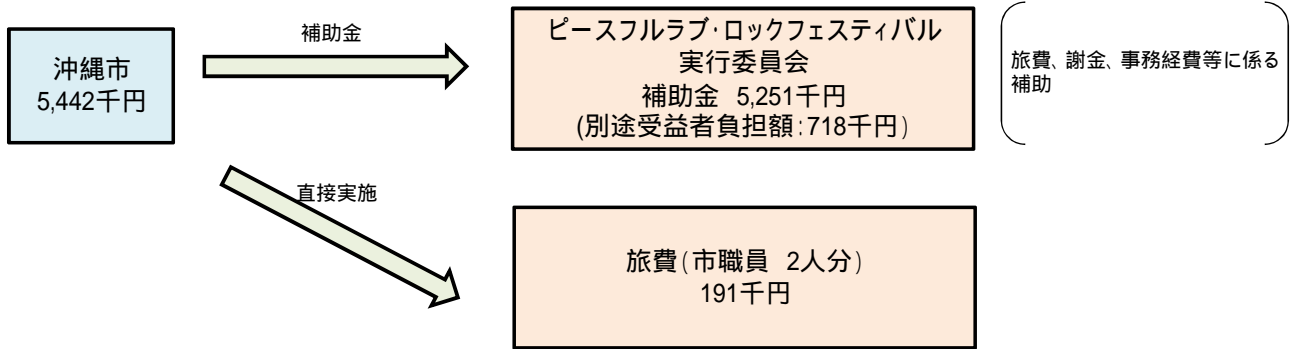 沖縄市
5,442千円
補助金
ピースフルラブ・ロックフェスティバル
実行委員会
補助金 5,251千円
(別途受益者負担額:718千円)
旅費、謝金、事務経費等に係る
補助
直接実施
旅費(市職員 2人分)
191千円